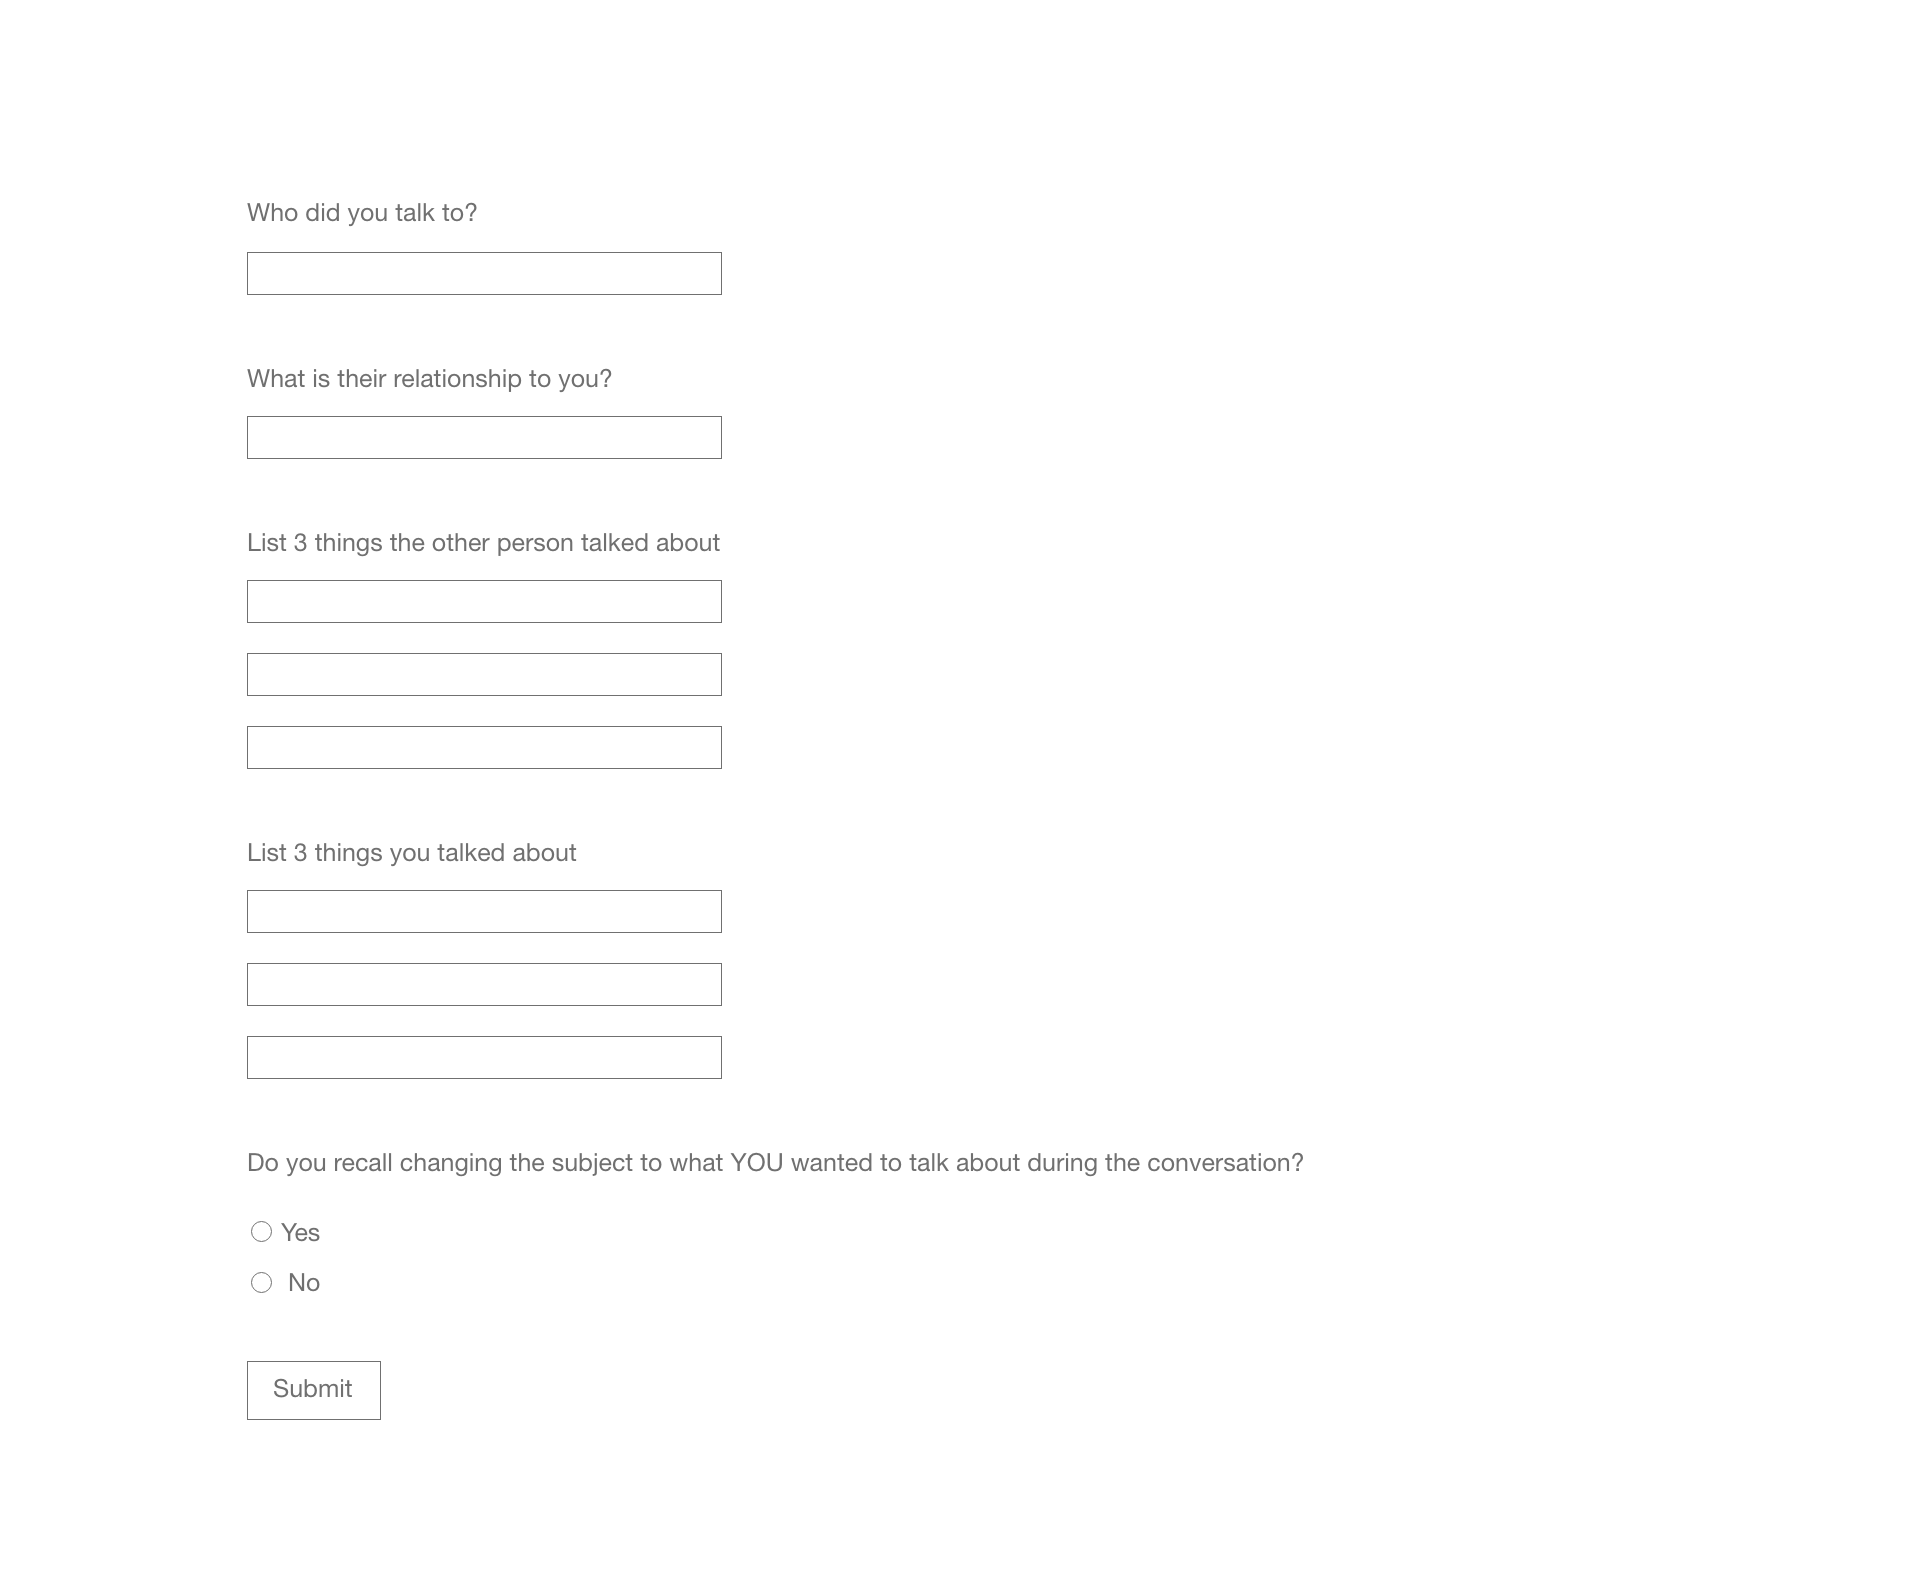 Who did you talk to?
What is their relationship to you?
List 3 things the other person talked about
List 3 things you talked about
Do you recall changing the subject to what YOU wanted to talk about during the conversation?
Yes
No
Submit